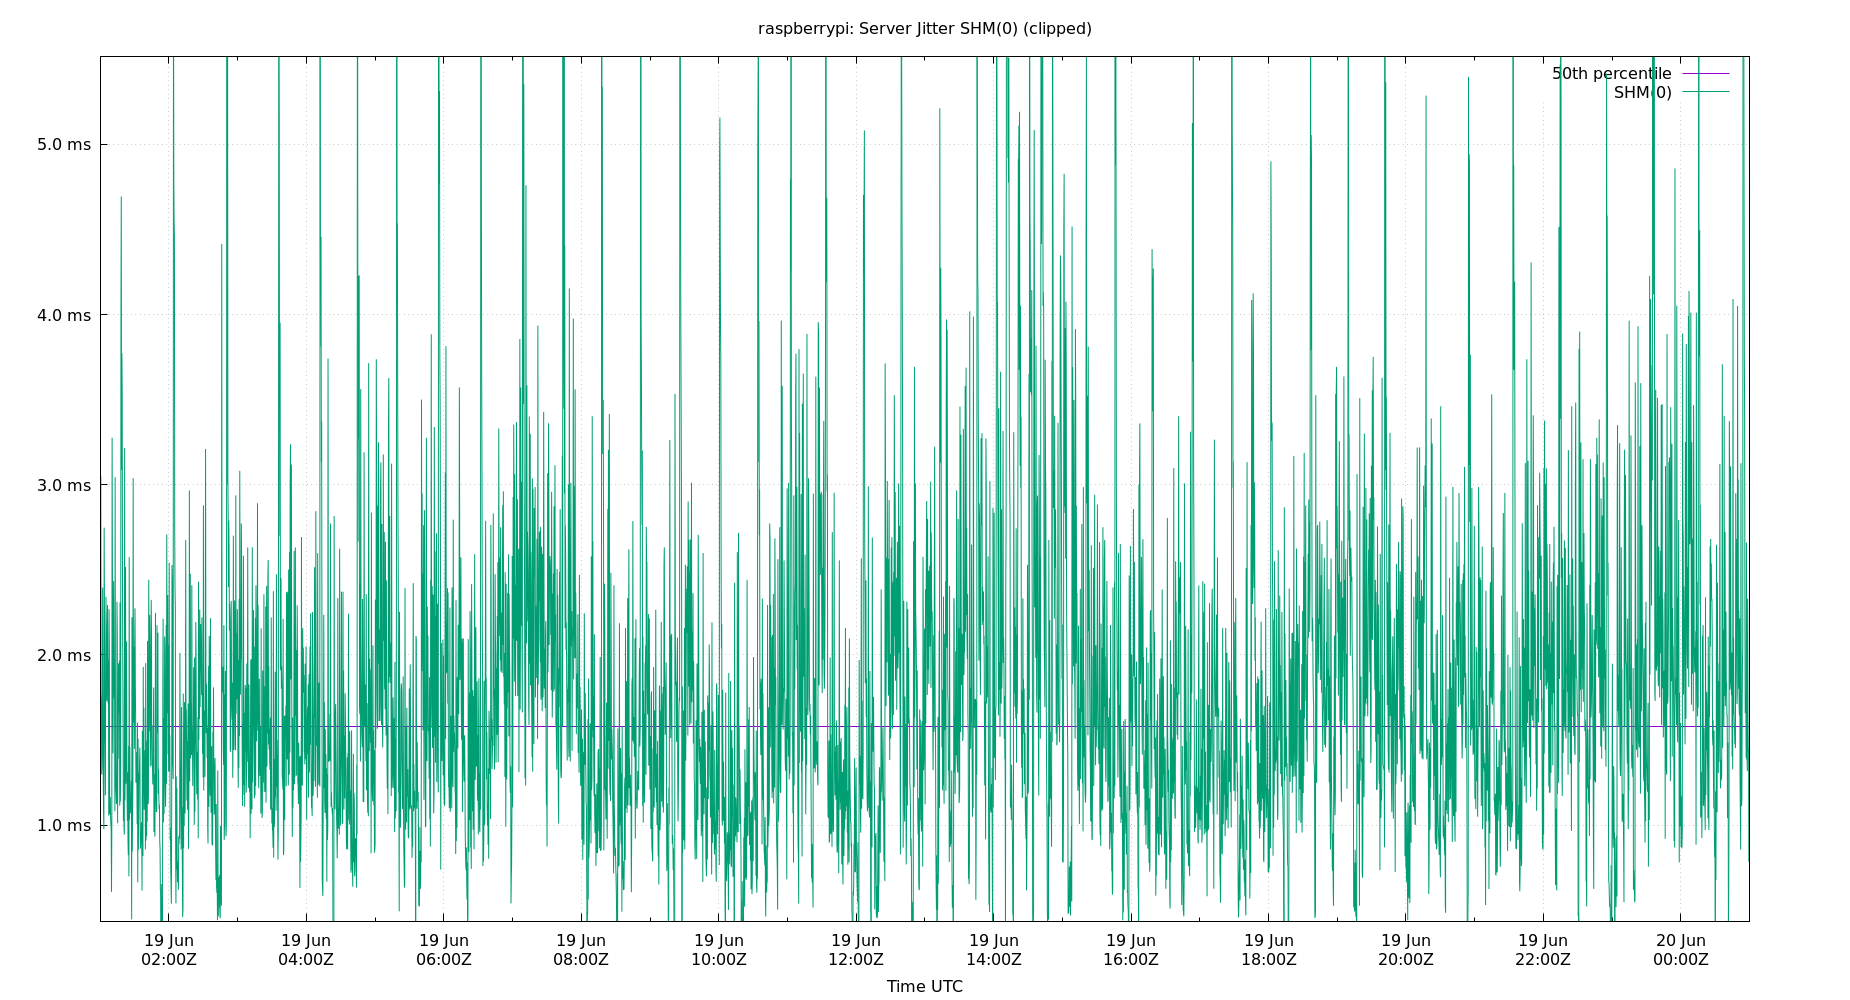 raspberrypi: Server Jitter SHM(0) (clipped)
50th percentile
SHM(0)
5.0 ms
4.0 ms
3.0 ms
2.0 ms
1.0 ms
19 Jun 19 Jun 19 Jun 19 Jun 19 Jun 19 Jun 19 Jun 19 Jun 19 Jun 19 Jun 19 Jun 20 Jun
02:00Z 04:00Z 06:00Z 08:00Z 10:00Z 12:00Z 14:00Z 16:00Z 18:00Z 20:00Z 22:00Z 00:00Z
Time UTC